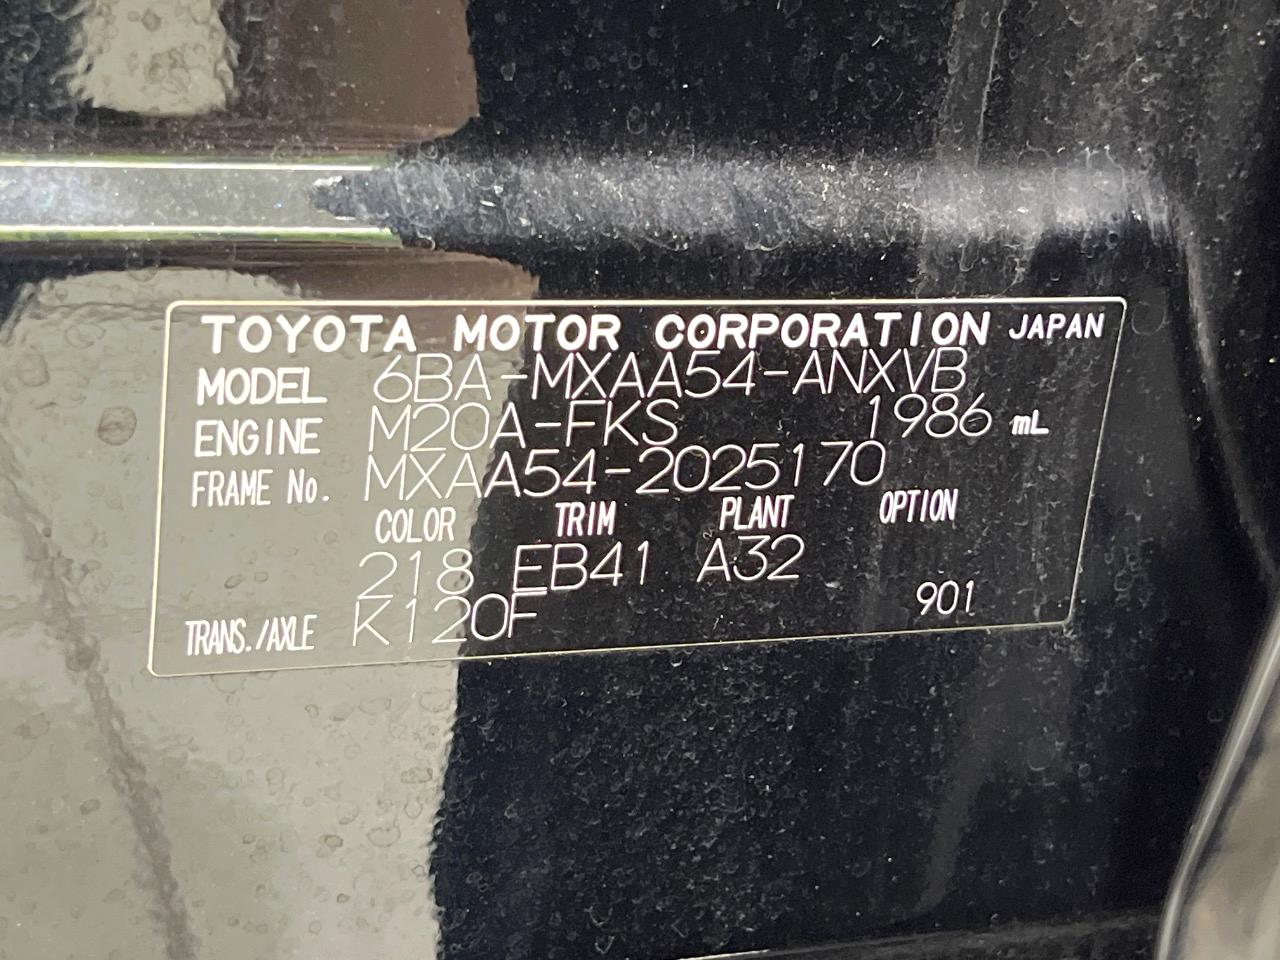 TOYOTA MOTOR CORPORATION JAPAN
MODEL 6BA-MXAA54-ANXVB
ENGINE M20A-FKS 1986 mL
FRAME No. MXAA54-2025170
COLOR TRIM PLANT OPTION
218 EB41 A32
TRANS./AXLE K120F 901